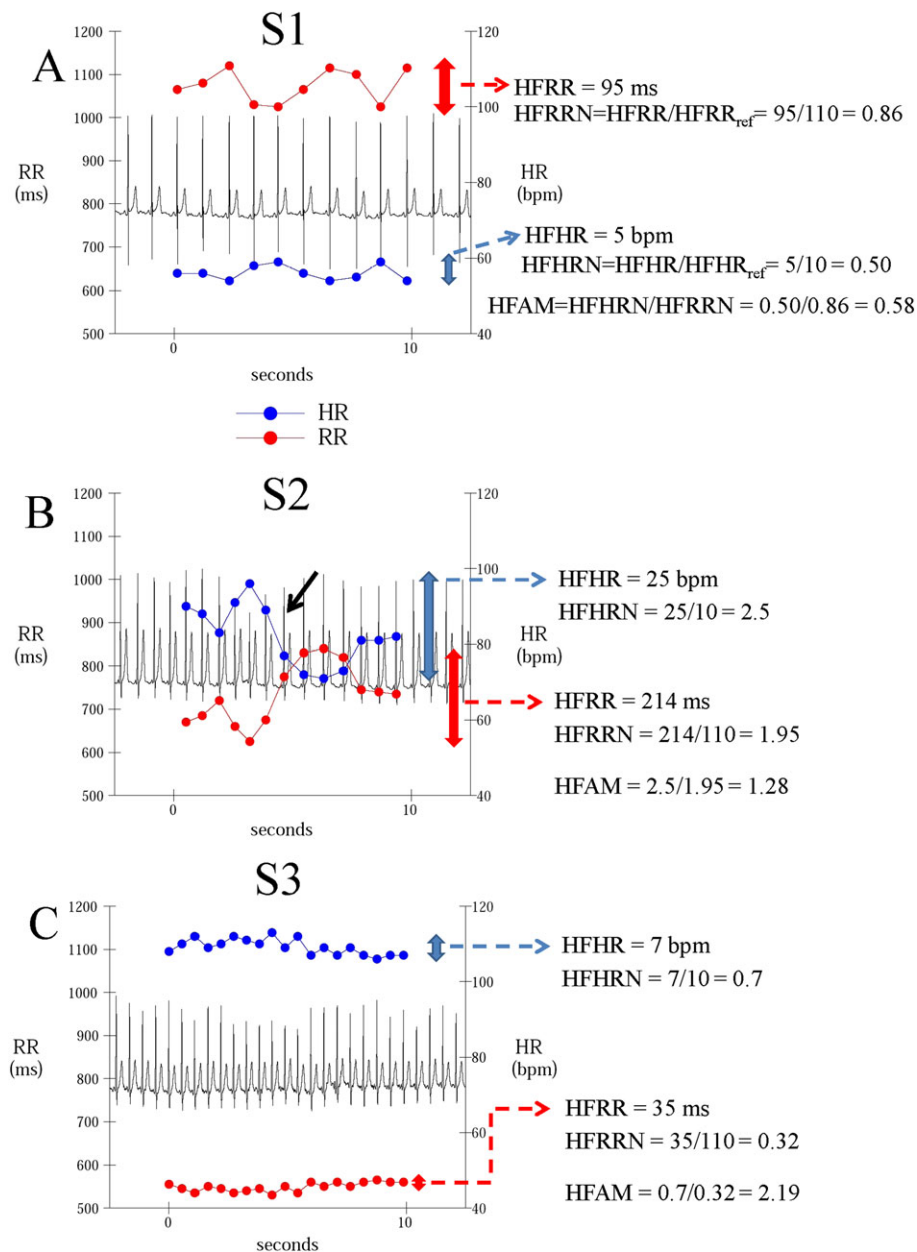 S1
A
1200
1100
1000
900
800
700
600
500
RR
(ms)
120
100
80
60
40
HR
(bpm)
0
10
seconds
HFRR = 95 ms
HFRRN=HFRR/HFRRref= 95/110 = 0.86
HFHR = 5 bpm
HFHRN=HFHR/HFHRref= 5/10 = 0.50
HFAM=HFHRN/HFRRN = 0.50/0.86 = 0.58
HR
RR
S2
B
1200
1100
1000
900
800
700
600
500
RR
(ms)
120
100
80
60
40
HR
(bpm)
0
10
seconds
HFHR = 25 bpm
HFHRN = 25/10 = 2.5
HFRR = 214 ms
HFRRN = 214/110 = 1.95
HFAM = 2.5/1.95 = 1.28
S3
C
1200
1100
1000
900
800
700
600
500
RR
(ms)
120
100
80
60
40
HR
(bpm)
0
10
seconds
HFHR = 7 bpm
HFHRN = 7/10 = 0.7
HFRR = 35 ms
HFRRN = 35/110 = 0.32
HFAM = 0.7/0.32 = 2.19